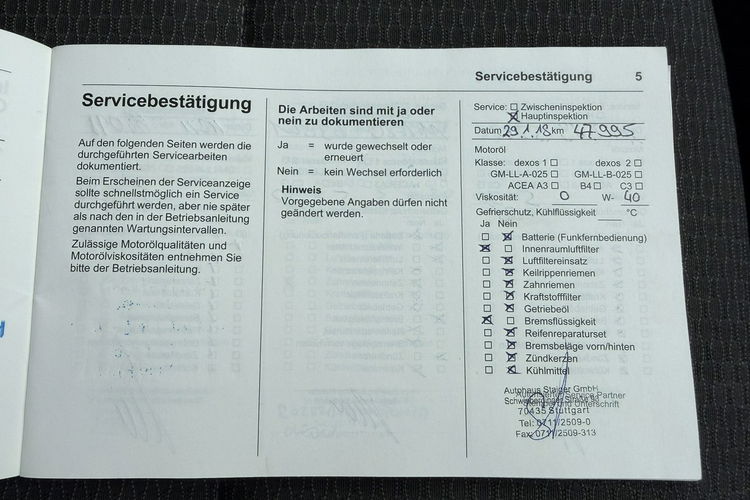 Servicebestätigung 5
Servicebestätigung
Auf den folgenden Seiten werden die
durchgeführten Servicearbeiten
dokumentiert.
Beim Erscheinen der Serviceanzeige
sollte schnellstmöglich ein Service
durchgeführt werden, aber nie später
als nach den in der Betriebsanleitung
genannten Wartungsintervallen.
Zulässige Motorölqualitäten und
Motorölviskositäten entnehmen Sie
bitte der Betriebsanleitung.
Die Arbeiten sind mit ja oder
nein zu dokumentieren
Ja = wurde gewechselt oder
erneuert
Nein = kein Wechsel erforderlich
Hinweis
Vorgegebene Angaben dürfen nicht
geändert werden.
Service: Zwischeninspektion
Hauptinspektion
Datum 29.1.18 km 47.995
Motoröl
Klasse: dexos 1 dexos 2
GM-LL-A-025 GM-LL-B-025
ACEA A3 B4 C3
Viskosität: 0 W- 40
Gefrierschutz, Kühlflüssigkeit °C
Ja Nein
Batterie (Funkfernbedienung)
Innenraumluftfilter
Luftfiltereinsatz
Keilrippenriemen
Zahnriemen
Kraftstofffilter
Getriebeöl
Bremsflüssigkeit
Reifenreparaturset
Bremsbeläge vorn/hinten
Zündkerzen
Kühlmittel
Autohaus Staiger GmbH
Service Partner
Unterschrift
70435 Stuttgart
Tel: 0711/2509-0
Fax: 0711/2509-313